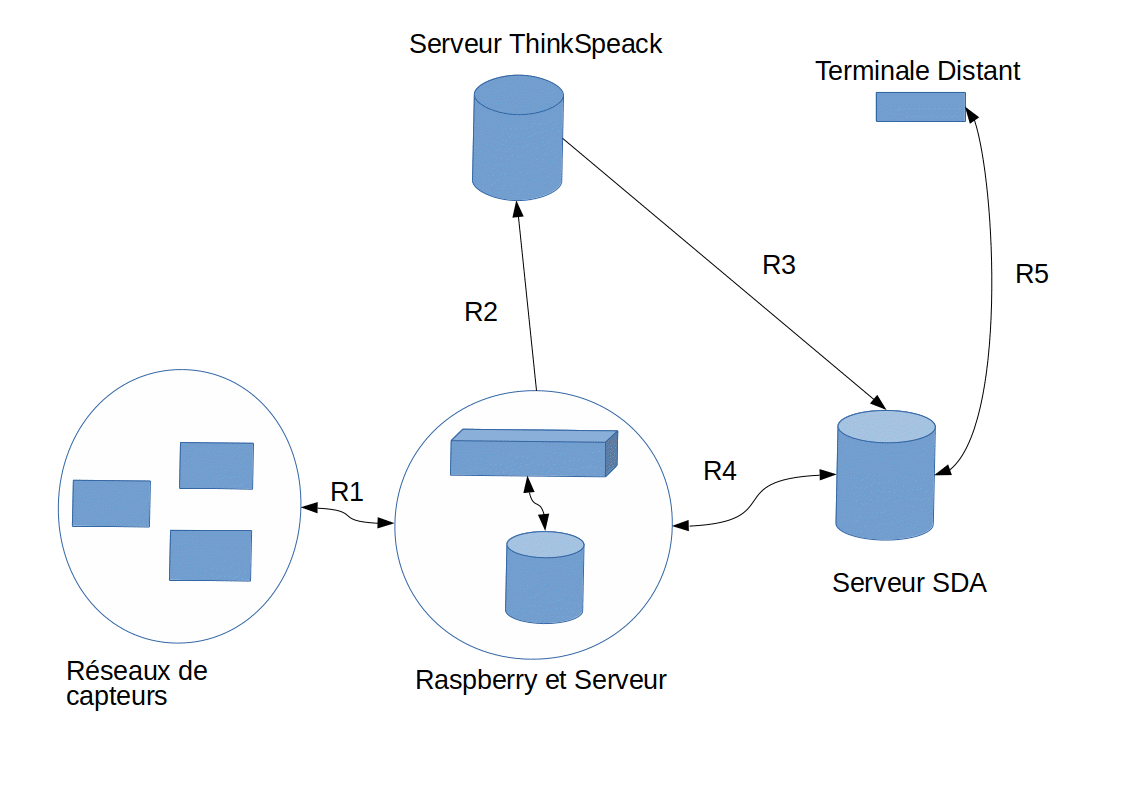 Serveur ThinkSpeack
Terminale Distant
R3
R5
R2
R4
R1
Serveur SDA
Réseaux de
capteurs
Raspberry et Serveur